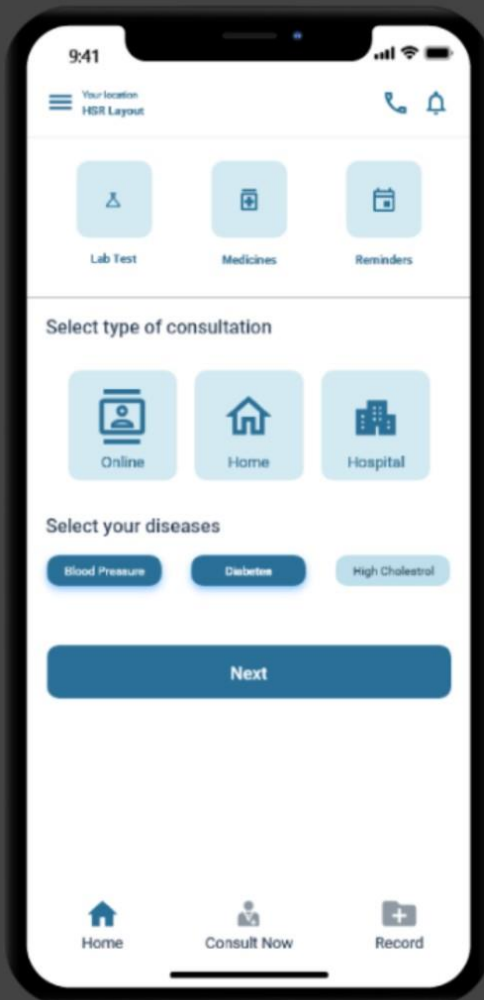 9:41
Your location
HSR Layout
Lab Test Medicines Reminders
Select type of consultation
Online Home Hospital
Select your diseases
Blood Pressure Diabetes High Cholestrol
Next
Home Consult Now Record